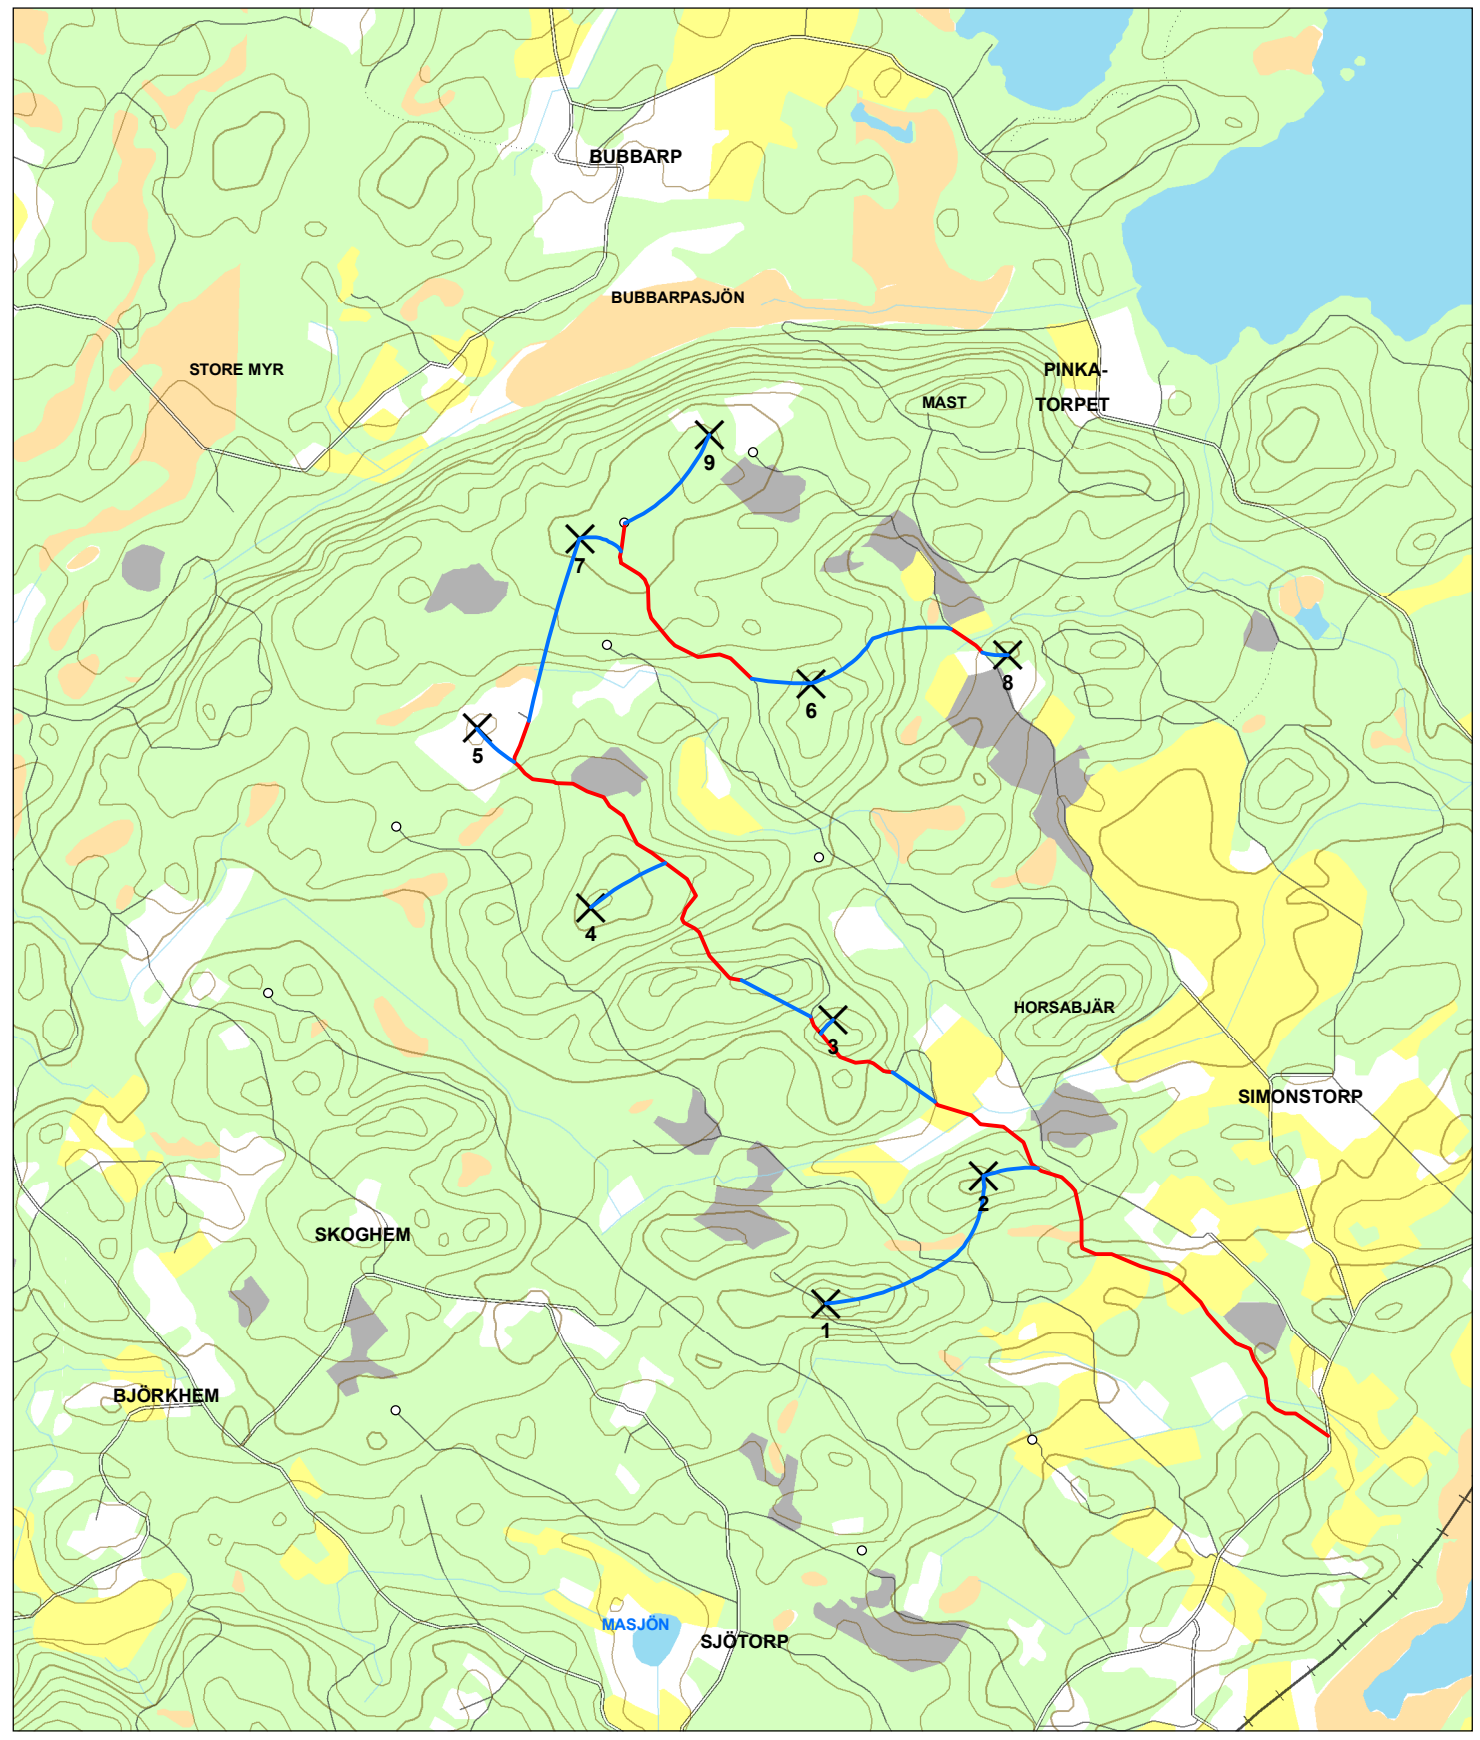 BUBBARP
BUBBARPASJÖN
STORE MYR
PINKA-
TORPET
MAST
9
7
8
6
5
4
HORSABJÄR
3
SIMONSTORP
2
SKOGHEM
1
BJÖRKHEM
MASJÖN
SJÖTORP